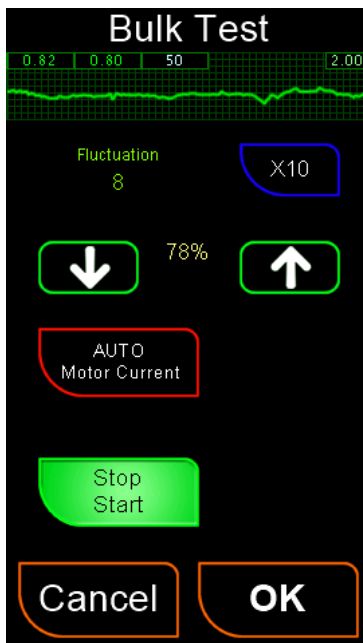 Bulk Test
0.82 0.80 50 2.00
Fluctuation
8
X10
78%
AUTO
Motor Current
Stop
Start
Cancel OK